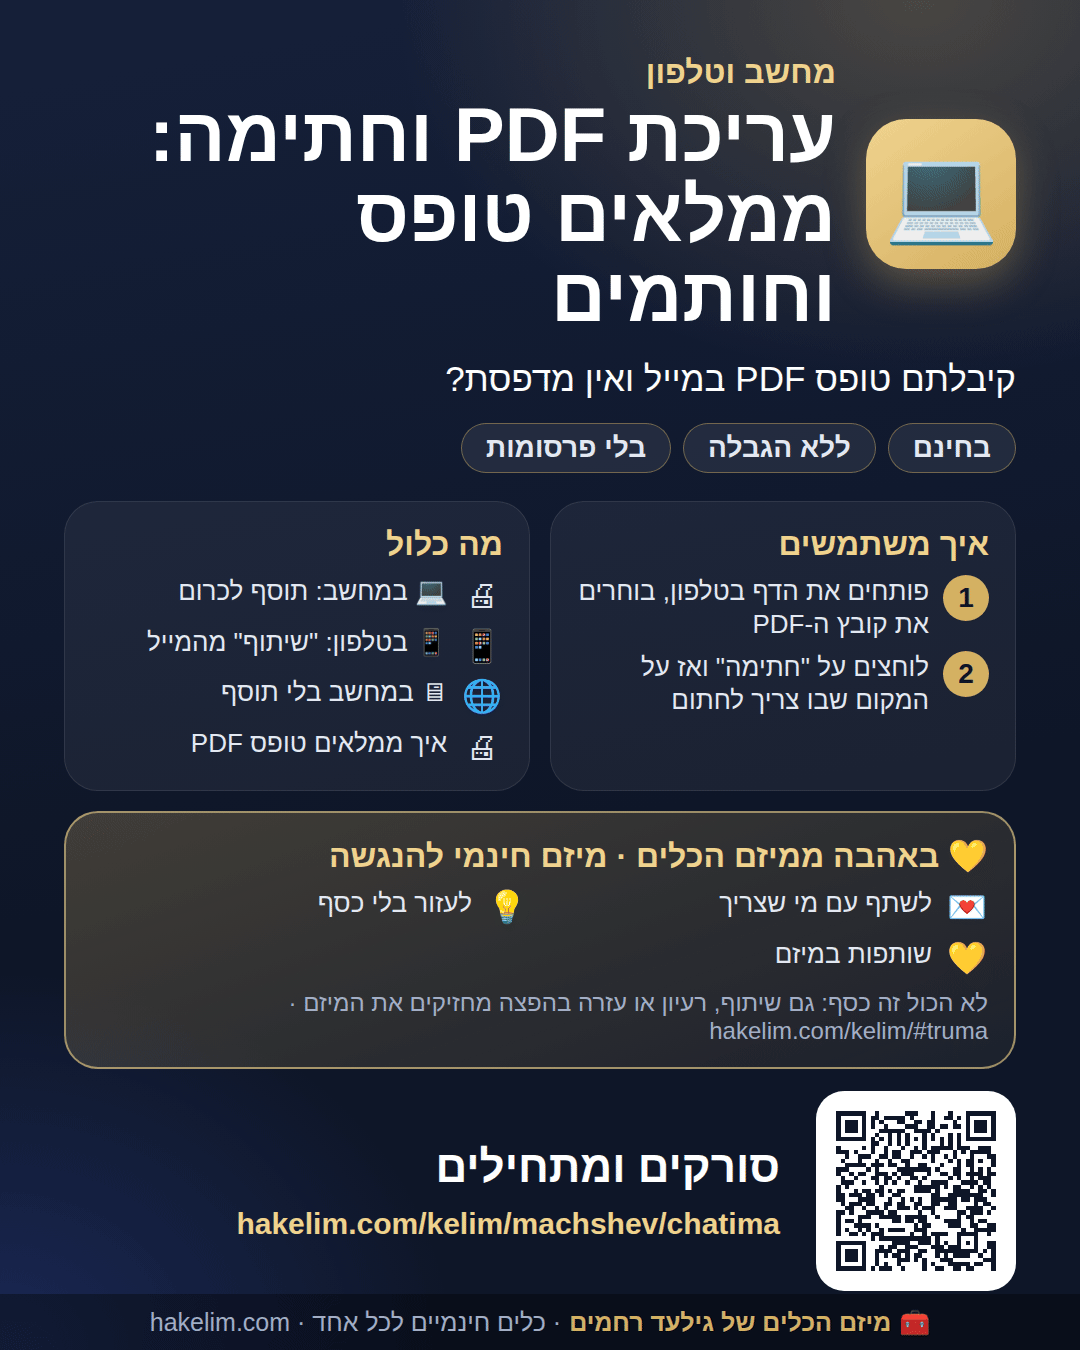 מחשב וטלפון
עריכת PDF וחתימה:
ממלאים טופס
וחותמים
קיבלתם טופס PDF במייל ואין מדפסת?
בחינם
ללא הגבלה
בלי פרסומות
איך משתמשים
1 פותחים את הדף בטלפון, בוחרים
את קובץ ה-PDF
2 לוחצים על "חתימה" ואז על
המקום שבו צריך לחתום
מה כלול
🖨 💻 במחשב: תוסף לכרום
📱 📱 בטלפון: "שיתוף" מהמייל
🌐 🖥 במחשב בלי תוסף
🖨 איך ממלאים טופס PDF
💛 באהבה ממיזם הכלים · מיזם חינמי להנגשה
💌 לשתף עם מי שצריך
💡 לעזור בלי כסף
💛 שותפות במיזם
לא הכול זה כסף: גם שיתוף, רעיון או עזרה בהפצה מחזיקים את המיזם ·
hakelim.com/kelim/#truma
סורקים ומתחילים
hakelim.com/kelim/machshev/chatima
🧰 מיזם הכלים של גילעד רחמים · כלים חינמיים לכל אחד · hakelim.com